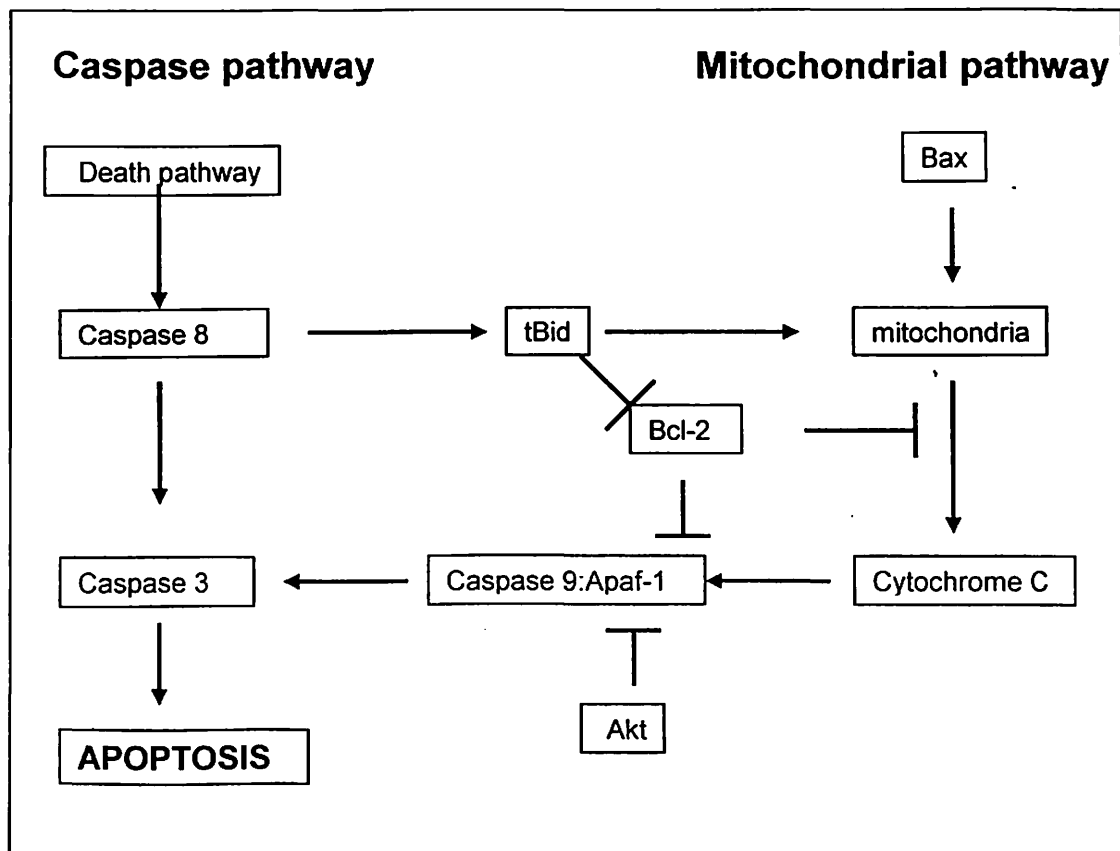 Caspase pathway
Mitochondrial pathway
Death pathway
Bax
Caspase 8
tBid
mitochondria
Bcl-2
Caspase 3
Caspase 9:Apaf-1
Cytochrome C
Akt
APOPTOSIS